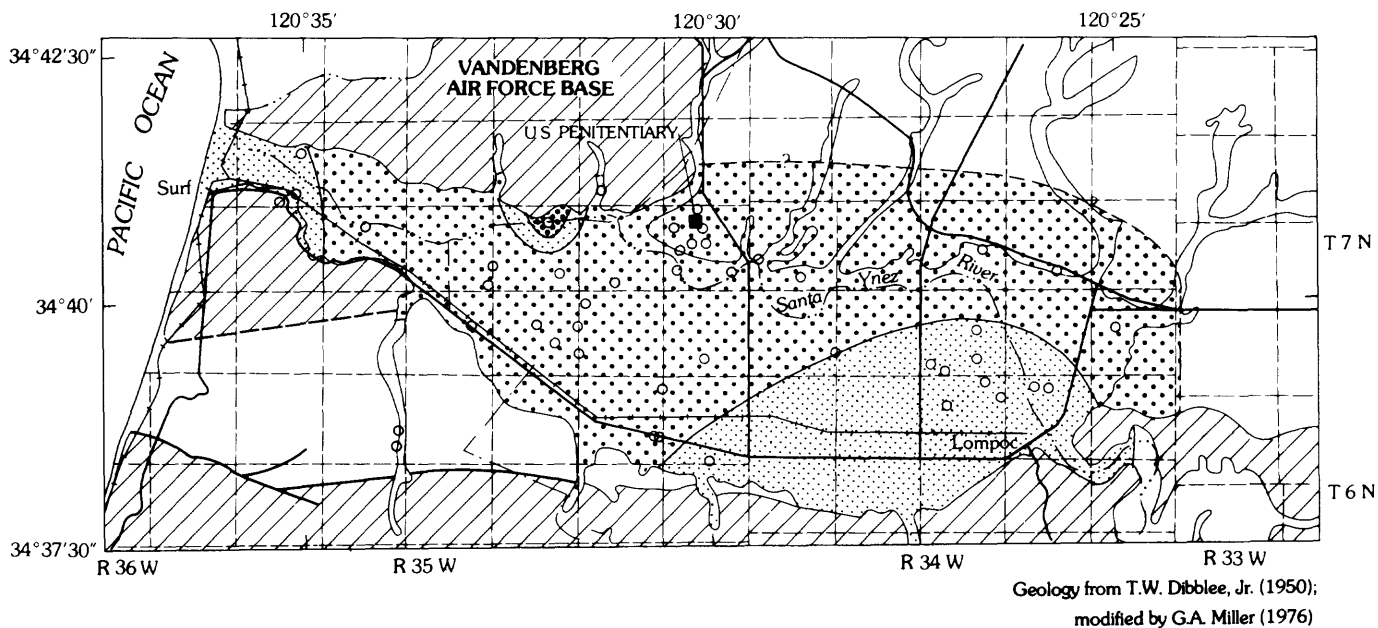 120°35' 120°30' 120°25'
34°42'30"
VANDENBERG
AIR FORCE BASE
U S PENITENTIARY
PACIFIC OCEAN
Surf
T 7 N
Santa Ynez River
34°40'
?
?
Lompoc
T 6 N
34°37'30"
R 36 W R 35 W R 34 W R 33 W
Geology from T.W. Dibblee, Jr. (1950);
modified by G.A. Miller (1976)